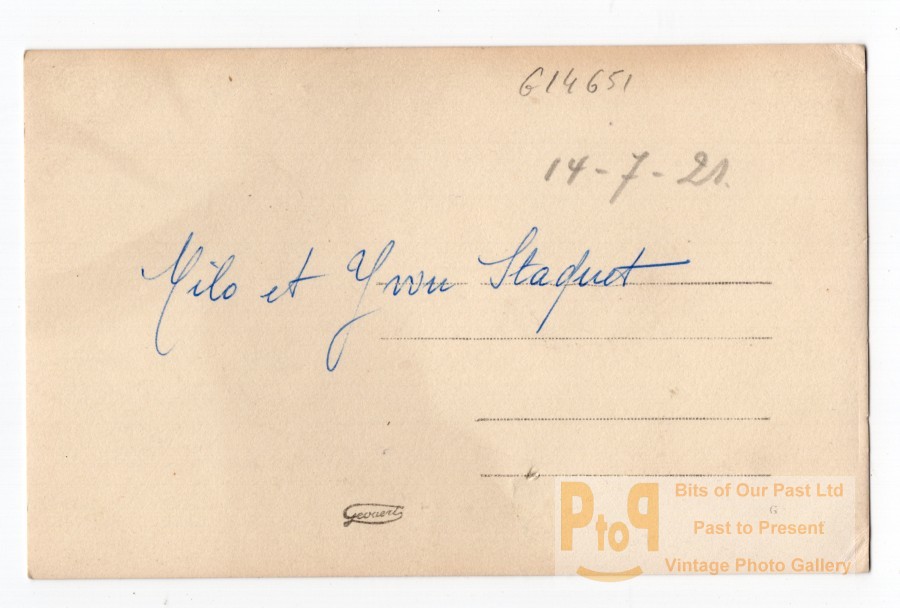 G14651
14-7-21.
Milo et Yvon Staquet
Gevaert
PtoP
Bits of Our Past Ltd
G
Past to Present
Vintage Photo Gallery